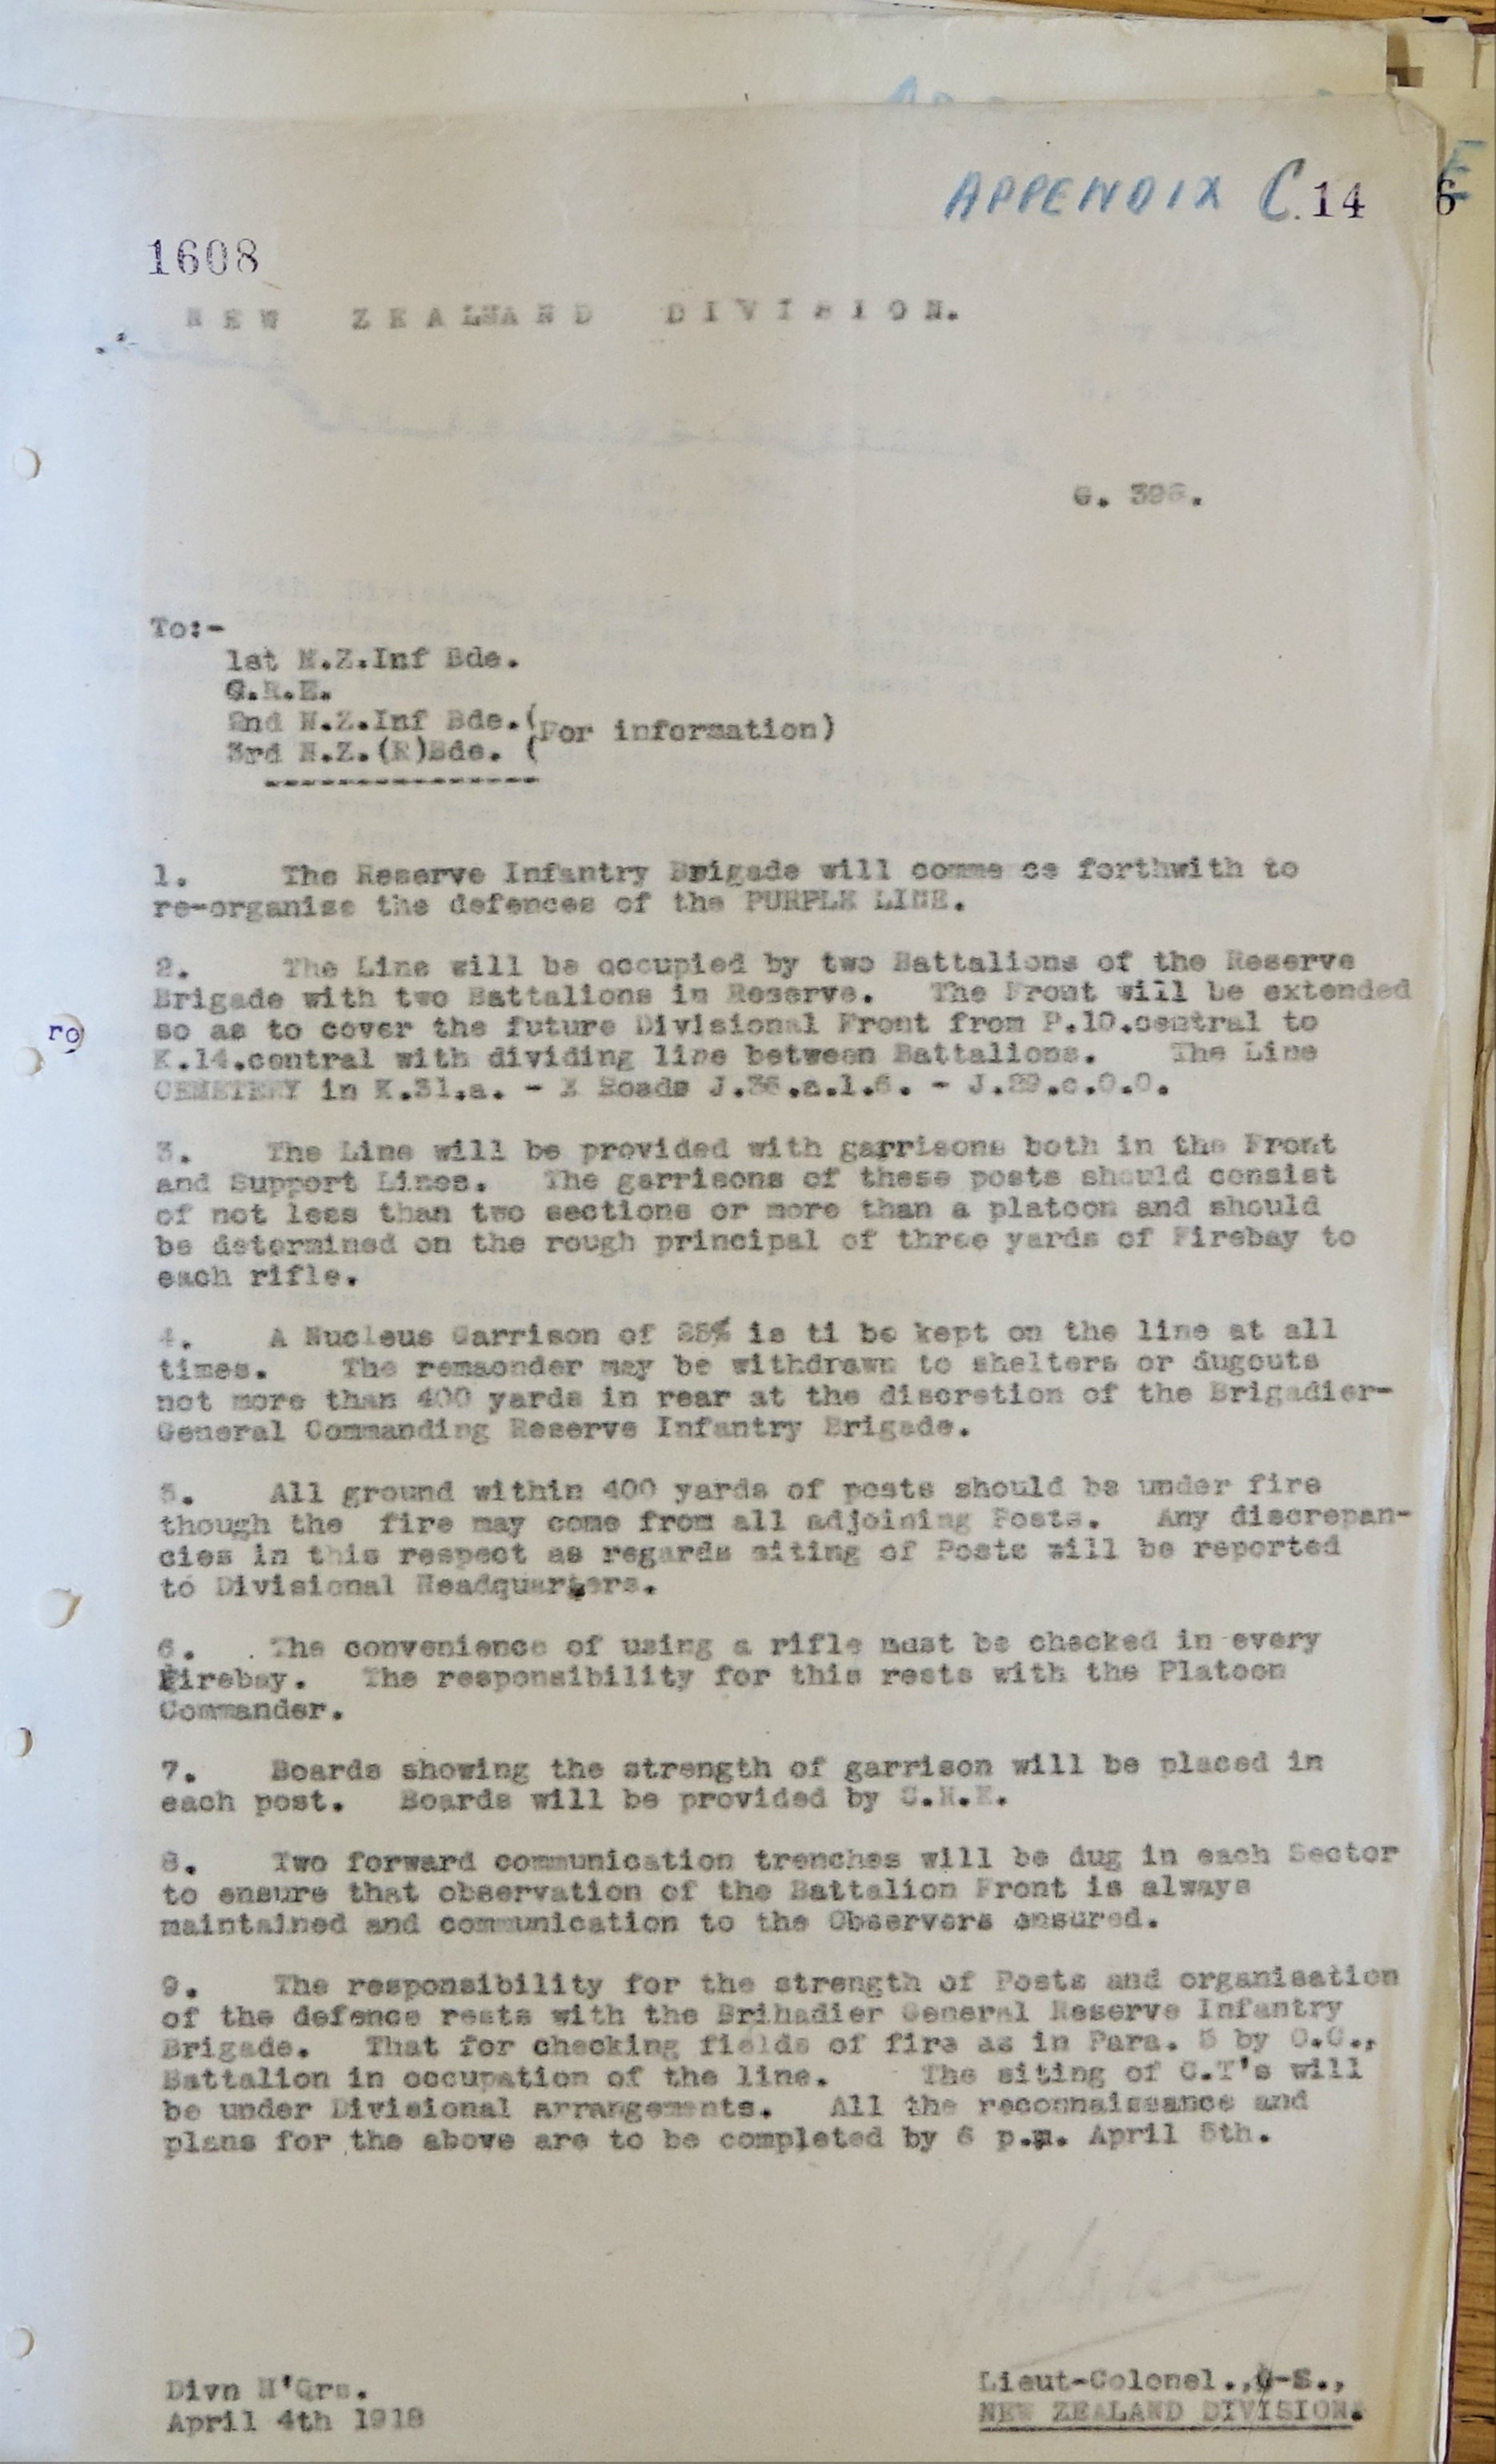 APPENDIX C.14
6
1608
NEW ZEALNAND DIVISION.
G. 396.
To:-
1st N.Z.Inf Bde.
C.R.E.
2nd N.Z.Inf Bde.(
For information)
3rd N.Z.(R)Bde. (
1. The Reserve Infantry Brigade will comme ce forthwith to
re-organise the defences of the PURPLE LINE.
2. The Line will be occupied by two Battalions of the Reserve
Brigade with two Battalions in Reserve. The Front will be extended
ro
so as to cover the future Divisional Front from P.10.central to
K.14.central with dividing line between Battalions. The Line
CEMETERY in K.31.a. - X Roads J.36.a.1.6. - J.29.c.0.0.
3. The Line will be provided with garrisons both in the Front
and Support Lines. The garrisons of these posts should consist
of not less than two sections or more than a platoon and should
be determined on the rough principal of three yards of Firebay to
each rifle.
4. A Nucleus Garrison of 25% is ti be kept on the line at all
times. The remaonder may be withdrawn to shelters or dugouts
not more than 400 yards in rear at the discretion of the Brigadier-
General Commanding Reserve Infantry Brigade.
5. All ground within 400 yards of posts should be under fire
though the fire may come from all adjoining Posts. Any discrepan-
cies in this respect as regards siting of Posts will be reported
to Divisional Headquarters.
6. The convenience of using a rifle must be checked in every
Firebay. The responsibility for this rests with the Platoon
Commander.
7. Boards showing the strength of garrison will be placed in
each post. Boards will be provided by C.R.E.
8. Two forward communication trenches will be dug in each Sector
to ensure that observation of the Battalion Front is always
maintained and communication to the Observers ensured.
9. The responsibility for the strength of Posts and organisation
of the defence rests with the Brihadier General Reserve Infantry
Brigade. That for checking fields of fire as in Para. 5 by O.C.,
Battalion in occupation of the line. The siting of C.T's will
be under Divisional arrangements. All the reconnaissance and
plans for the above are to be completed by 6 p.m. April 5th.
Divn H'Qrs.
Lieut-Colonel.,G-S.,
April 4th 1918
NEW ZEALAND DIVISION.